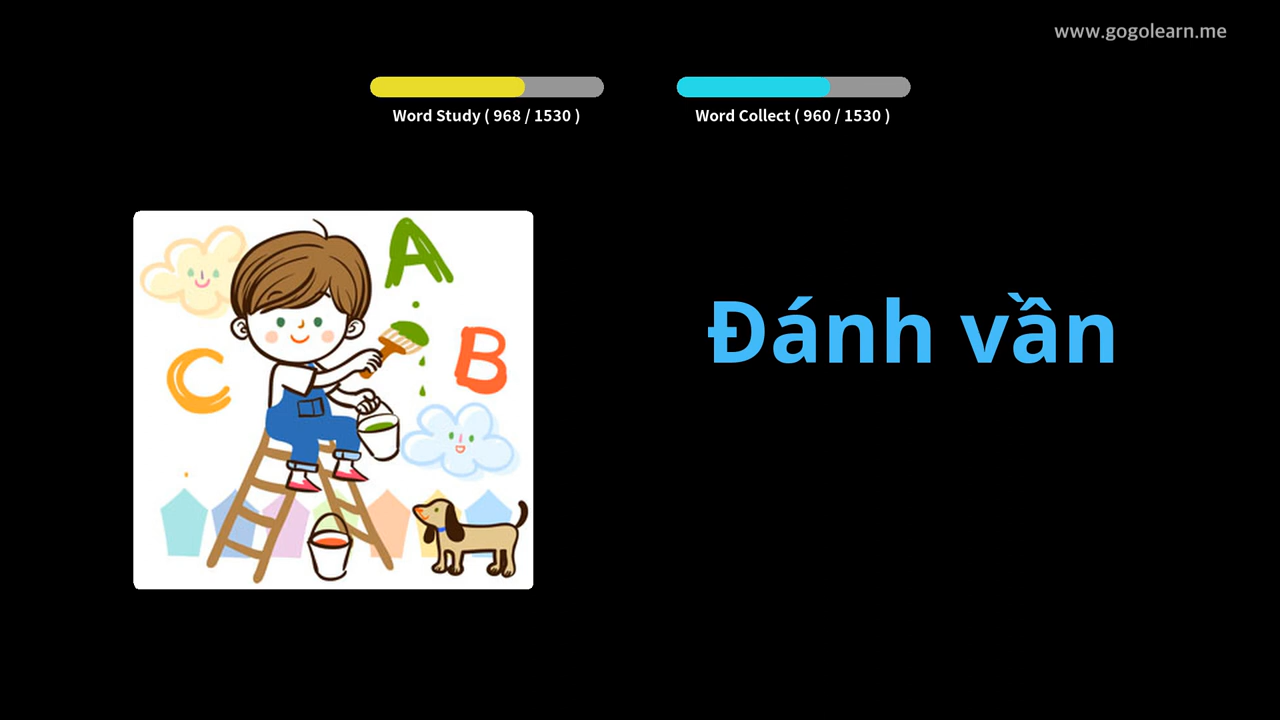 www.gogolearn.me
Word Study ( 968 / 1530 )
Word Collect ( 960 / 1530 )
A
B
C
Đánh vần